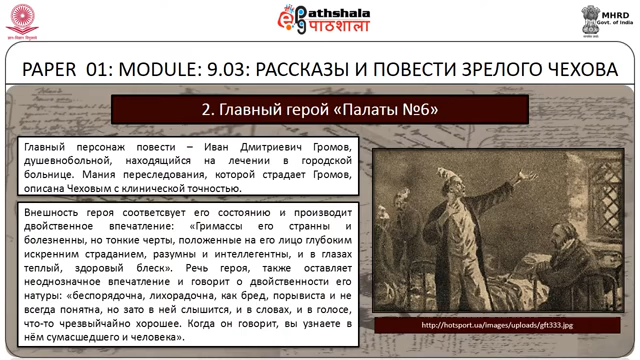 ePathshala
पाठशाला
MHRD
Govt. of India
PAPER 01: MODULE: 9.03: РАССКАЗЫ И ПОВЕСТИ ЗРЕЛОГО ЧЕХОВА
2. Главный герой «Палаты №6»
Главный персонаж повести – Иван Дмитриевич Громов,
душевнобольной, находящийся на лечении в городской
больнице. Мания преследования, которой страдает Громов,
описана Чеховым с клинической точностью.
Внешность героя соответсвует его состоянию и производит
двойственное впечатление: «Гримассы его странны и
болезненны, но тонкие черты, положенные на его лицо глубоким
искренним страданием, разумны и интеллегентны, и в глазах
теплый, здоровый блеск». Речь героя, также оставляет
неоднозначное впечатление и говорит о двойственности его
натуры: «беспорядочна, лихорадочна, как бред, порывиста и не
всегда понятна, но зато в ней слышится, и в словах, и в голосе,
что-то чрезвыйчайно хорошее. Когда он говорит, вы узнаете в
нём сумасшедшего и человека».
http://hotsport.ua/images/uploads/gft333.jpg